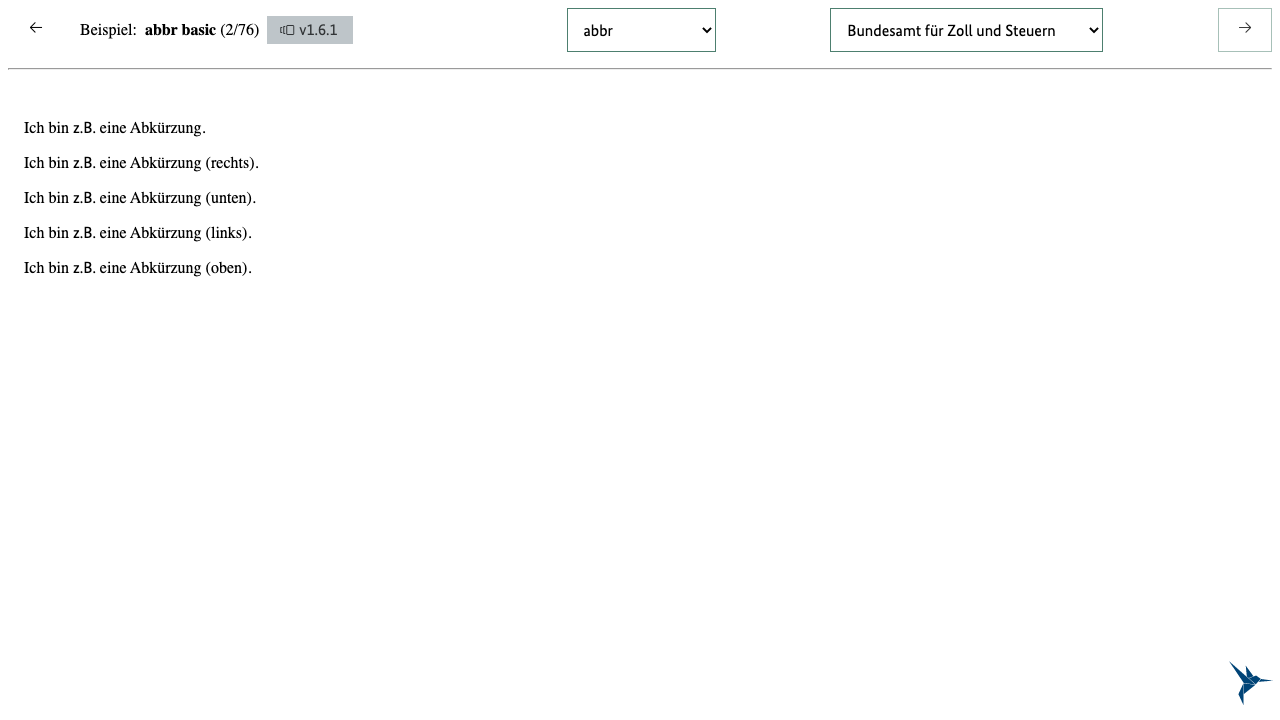 Beispiel: abbr basic (2/76) v1.6.1 abbr Bundesamt für Zoll und Steuern
Ich bin z.B. eine Abkürzung.
Ich bin z.B. eine Abkürzung (rechts).
Ich bin z.B. eine Abkürzung (unten).
Ich bin z.B. eine Abkürzung (links).
Ich bin z.B. eine Abkürzung (oben).